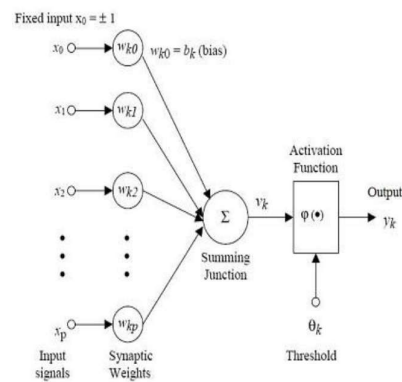 Fixed input x₀ = ± 1
x₀ wₖ₀ wₖ₀ = bₖ (bias)
x₁ wₖ₁
Activation
Function
x₂ wₖ₂ Σ vₖ φ(•) Output
yₖ
Summing
Junction
xₚ wₖₚ θₖ
Input
signals
Synaptic
Weights
Threshold